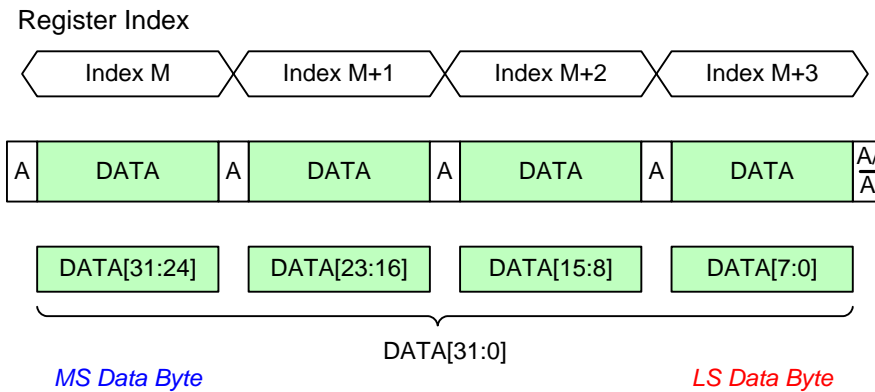 Register Index
Index M Index M+1 Index M+2 Index M+3
A DATA A DATA A DATA A DATA A/
A
DATA[31:24] DATA[23:16] DATA[15:8] DATA[7:0]
DATA[31:0]
MS Data Byte LS Data Byte